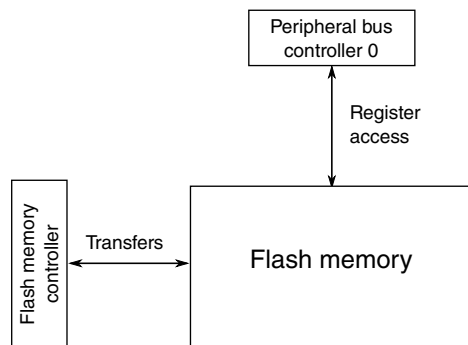 Peripheral bus
controller 0
Register
access
Flash memory
controller
Transfers
Flash memory